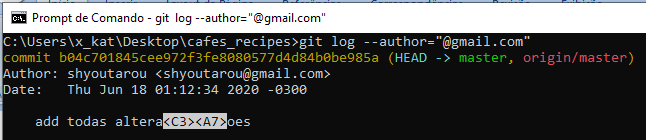 Prompt de Comando - git log --author="@gmail.com"
C:\Users\x_kat\Desktop\cafes_recipes>git log --author="@gmail.com"
commit b04c701845cee972f3fe8080577d4d84b0be985a (HEAD -> master, origin/master)
Author: shyoutarou <shyoutarou@gmail.com>
Date:   Thu Jun 18 01:12:34 2020 -0300
add todas altera<C3><A7>oes